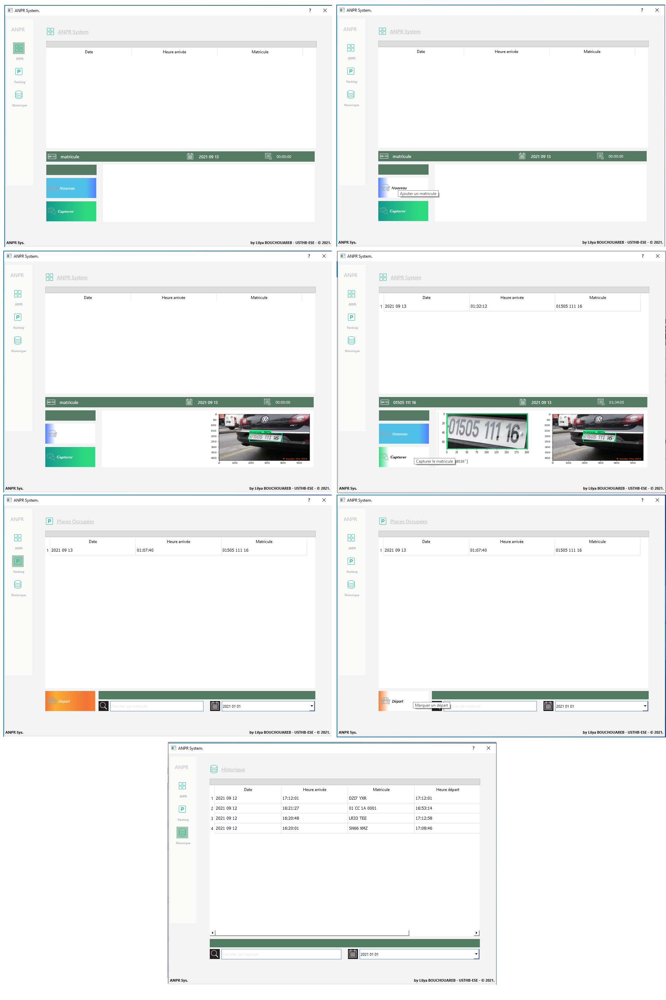 ANPR System.
ANPR
ANPR System
Date Heure arrivée Matricule
ANPR
Parking
Historique
matricule 2021 09 13 00:00:00
Nouveau
Capturer
ANPR Sys. by Lilya BOUCHOUAREB - USTHB-ESE - © 2021.
ANPR System.
ANPR
ANPR System
Date Heure arrivée Matricule
ANPR
Parking
Historique
matricule 2021 09 13 00:00:00
Nouveau
Ajouter un matricule
Capturer
ANPR Sys. by Lilya BOUCHOUAREB - USTHB-ESE - © 2021.
ANPR System.
ANPR
ANPR System
Date Heure arrivée Matricule
ANPR
Parking
Historique
matricule 2021 09 13 00:00:00
0
50
100
150
200
250
300
350
400
0 100 200 300 400 500
licence: 86%
01505 111 16
© Sander Elie 2014
Capturer
ANPR Sys. by Lilya BOUCHOUAREB - USTHB-ESE - © 2021.
ANPR System.
ANPR
ANPR System
Date Heure arrivée Matricule
1 2021 09 13 01:32:12 01505 111 16
ANPR
Parking
Historique
01505 111 16 2021 09 13 01:34:05
Nouveau
Capturer
0
20
40
60
0 25 50 75 100 125 150 175 200
01505 111 16
Capturer le matricule
10116']
0
50
100
150
200
250
300
350
400
0 100 200 300 400 500
licence: 86%
01505 111 16
© Sander Elie 2014
ANPR Sys. by Lilya BOUCHOUAREB - USTHB-ESE - © 2021.
ANPR System.
ANPR
P Places Occupées
Date Heure arrivée Matricule
1 2021 09 13 01:07:40 01505 111 16
ANPR
P
Parking
Historique
Départ
Chercher par matricule 2021 01 01
ANPR Sys. by Lilya BOUCHOUAREB - USTHB-ESE - © 2021.
ANPR System.
ANPR
P Places Occupées
Date Heure arrivée Matricule
1 2021 09 13 01:07:40 01505 111 16
ANPR
P
Parking
Historique
Départ
Marquer un départ
cher par matricule 2021 01 01
ANPR Sys. by Lilya BOUCHOUAREB - USTHB-ESE - © 2021.
ANPR System.
ANPR
Historique
Date Heure arrivée Matricule Heure départ
1 2021 09 12 17:12:01 DZI7 YXR 17:12:01
2 2021 09 12 16:21:27 01 CC 1A 0001 16:53:14
3 2021 09 12 16:20:48 LR33 TEE 17:12:58
4 2021 09 12 16:20:01 SN66 XMZ 17:08:46
ANPR
P
Parking
Historique
Chercher par matricule 2021 01 01
ANPR Sys. by Lilya BOUCHOUAREB - USTHB-ESE - © 2021.